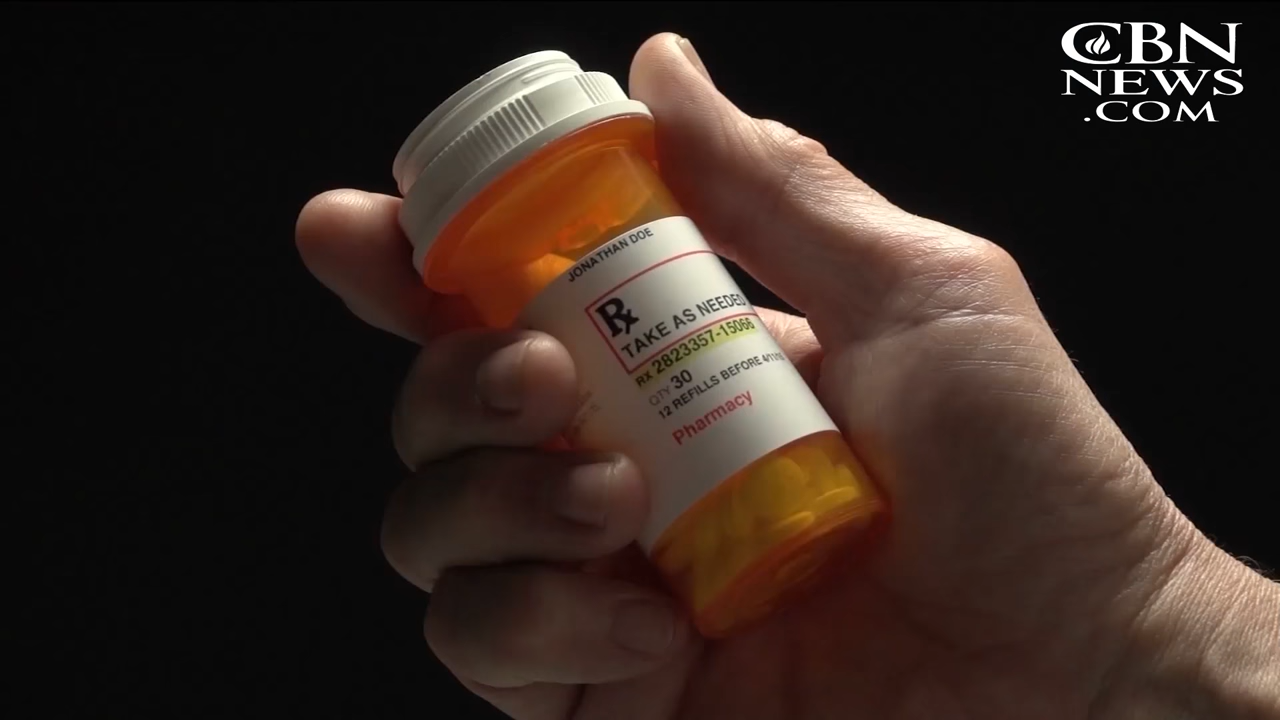 CBN
NEWS
.COM
JONATHAN DOE
Rx
TAKE AS NEEDED
RX 2823357-15066
QTY 30
12 REFILLS BEFORE
Pharmacy